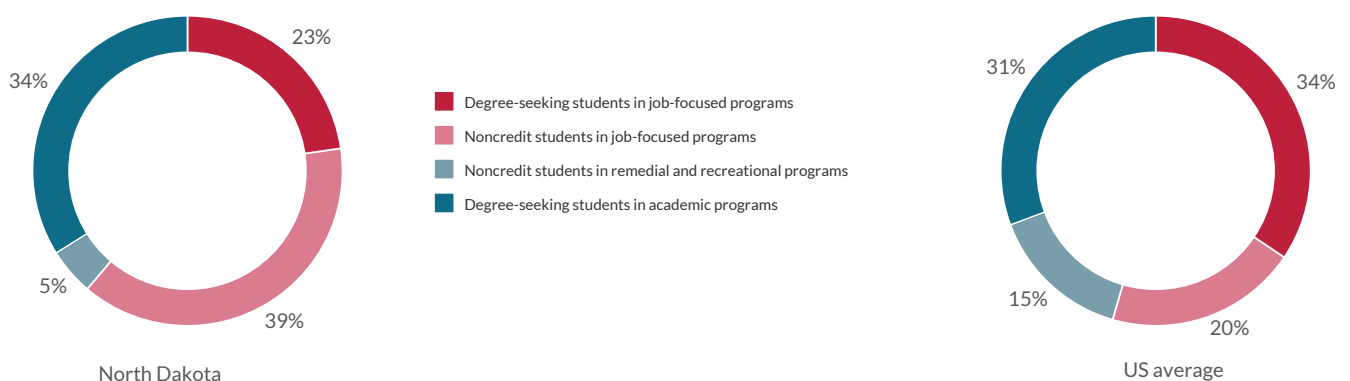 23%
34%
5%
39%
North Dakota
Degree-seeking students in job-focused programs
Noncredit students in job-focused programs
Noncredit students in remedial and recreational programs
Degree-seeking students in academic programs
31%
34%
15%
20%
US average